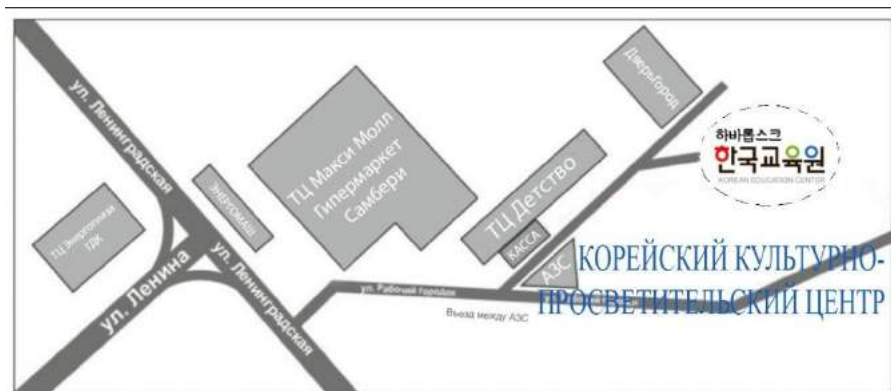 ул. Ленинградская
ТЦ Энергоплаза
ГДК
ул. Ленина
ЭНЕРГОМАШ
ул. Ленинградская
ТЦ Макси Молл
Гипермаркет
Самбери
ТЦ Детство
КАССА
АЗС
ДверьГород
하바롭스크
한국교육원
KOREAN EDUCATION CENTER
КОРЕЙСКИЙ КУЛЬТУРНО-
ПРОСВЕТИТЕЛЬСКИЙ ЦЕНТР
ул. Рабочий городок
Въезд между АЗС